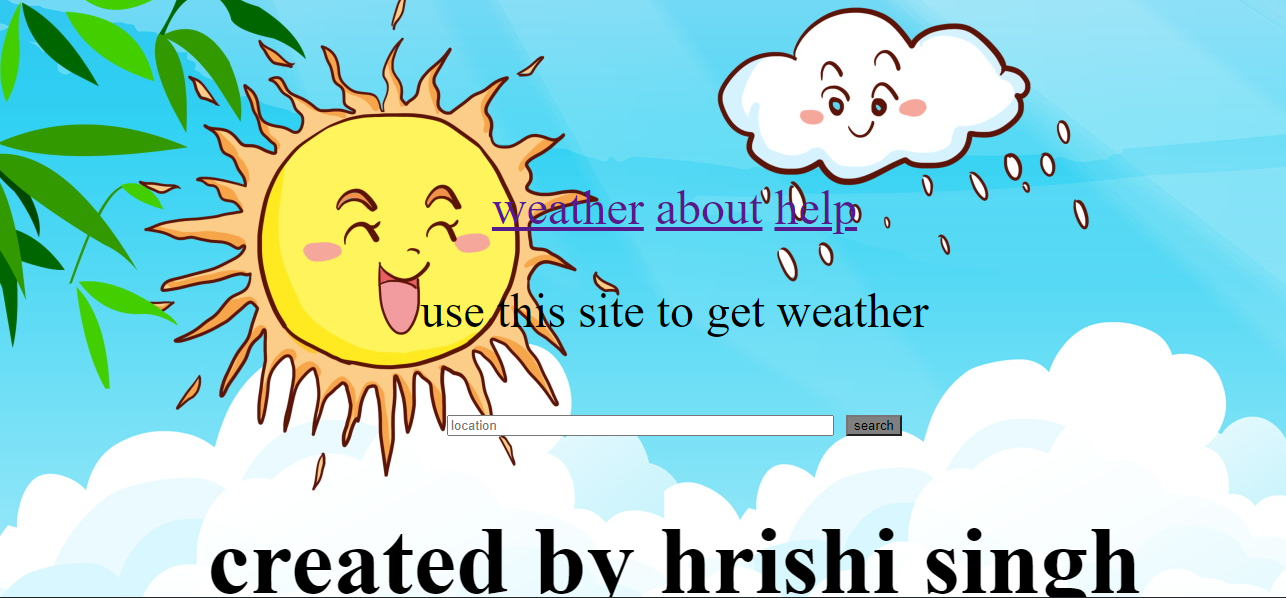 weather about help
use this site to get weather
location search
created by hrishi singh